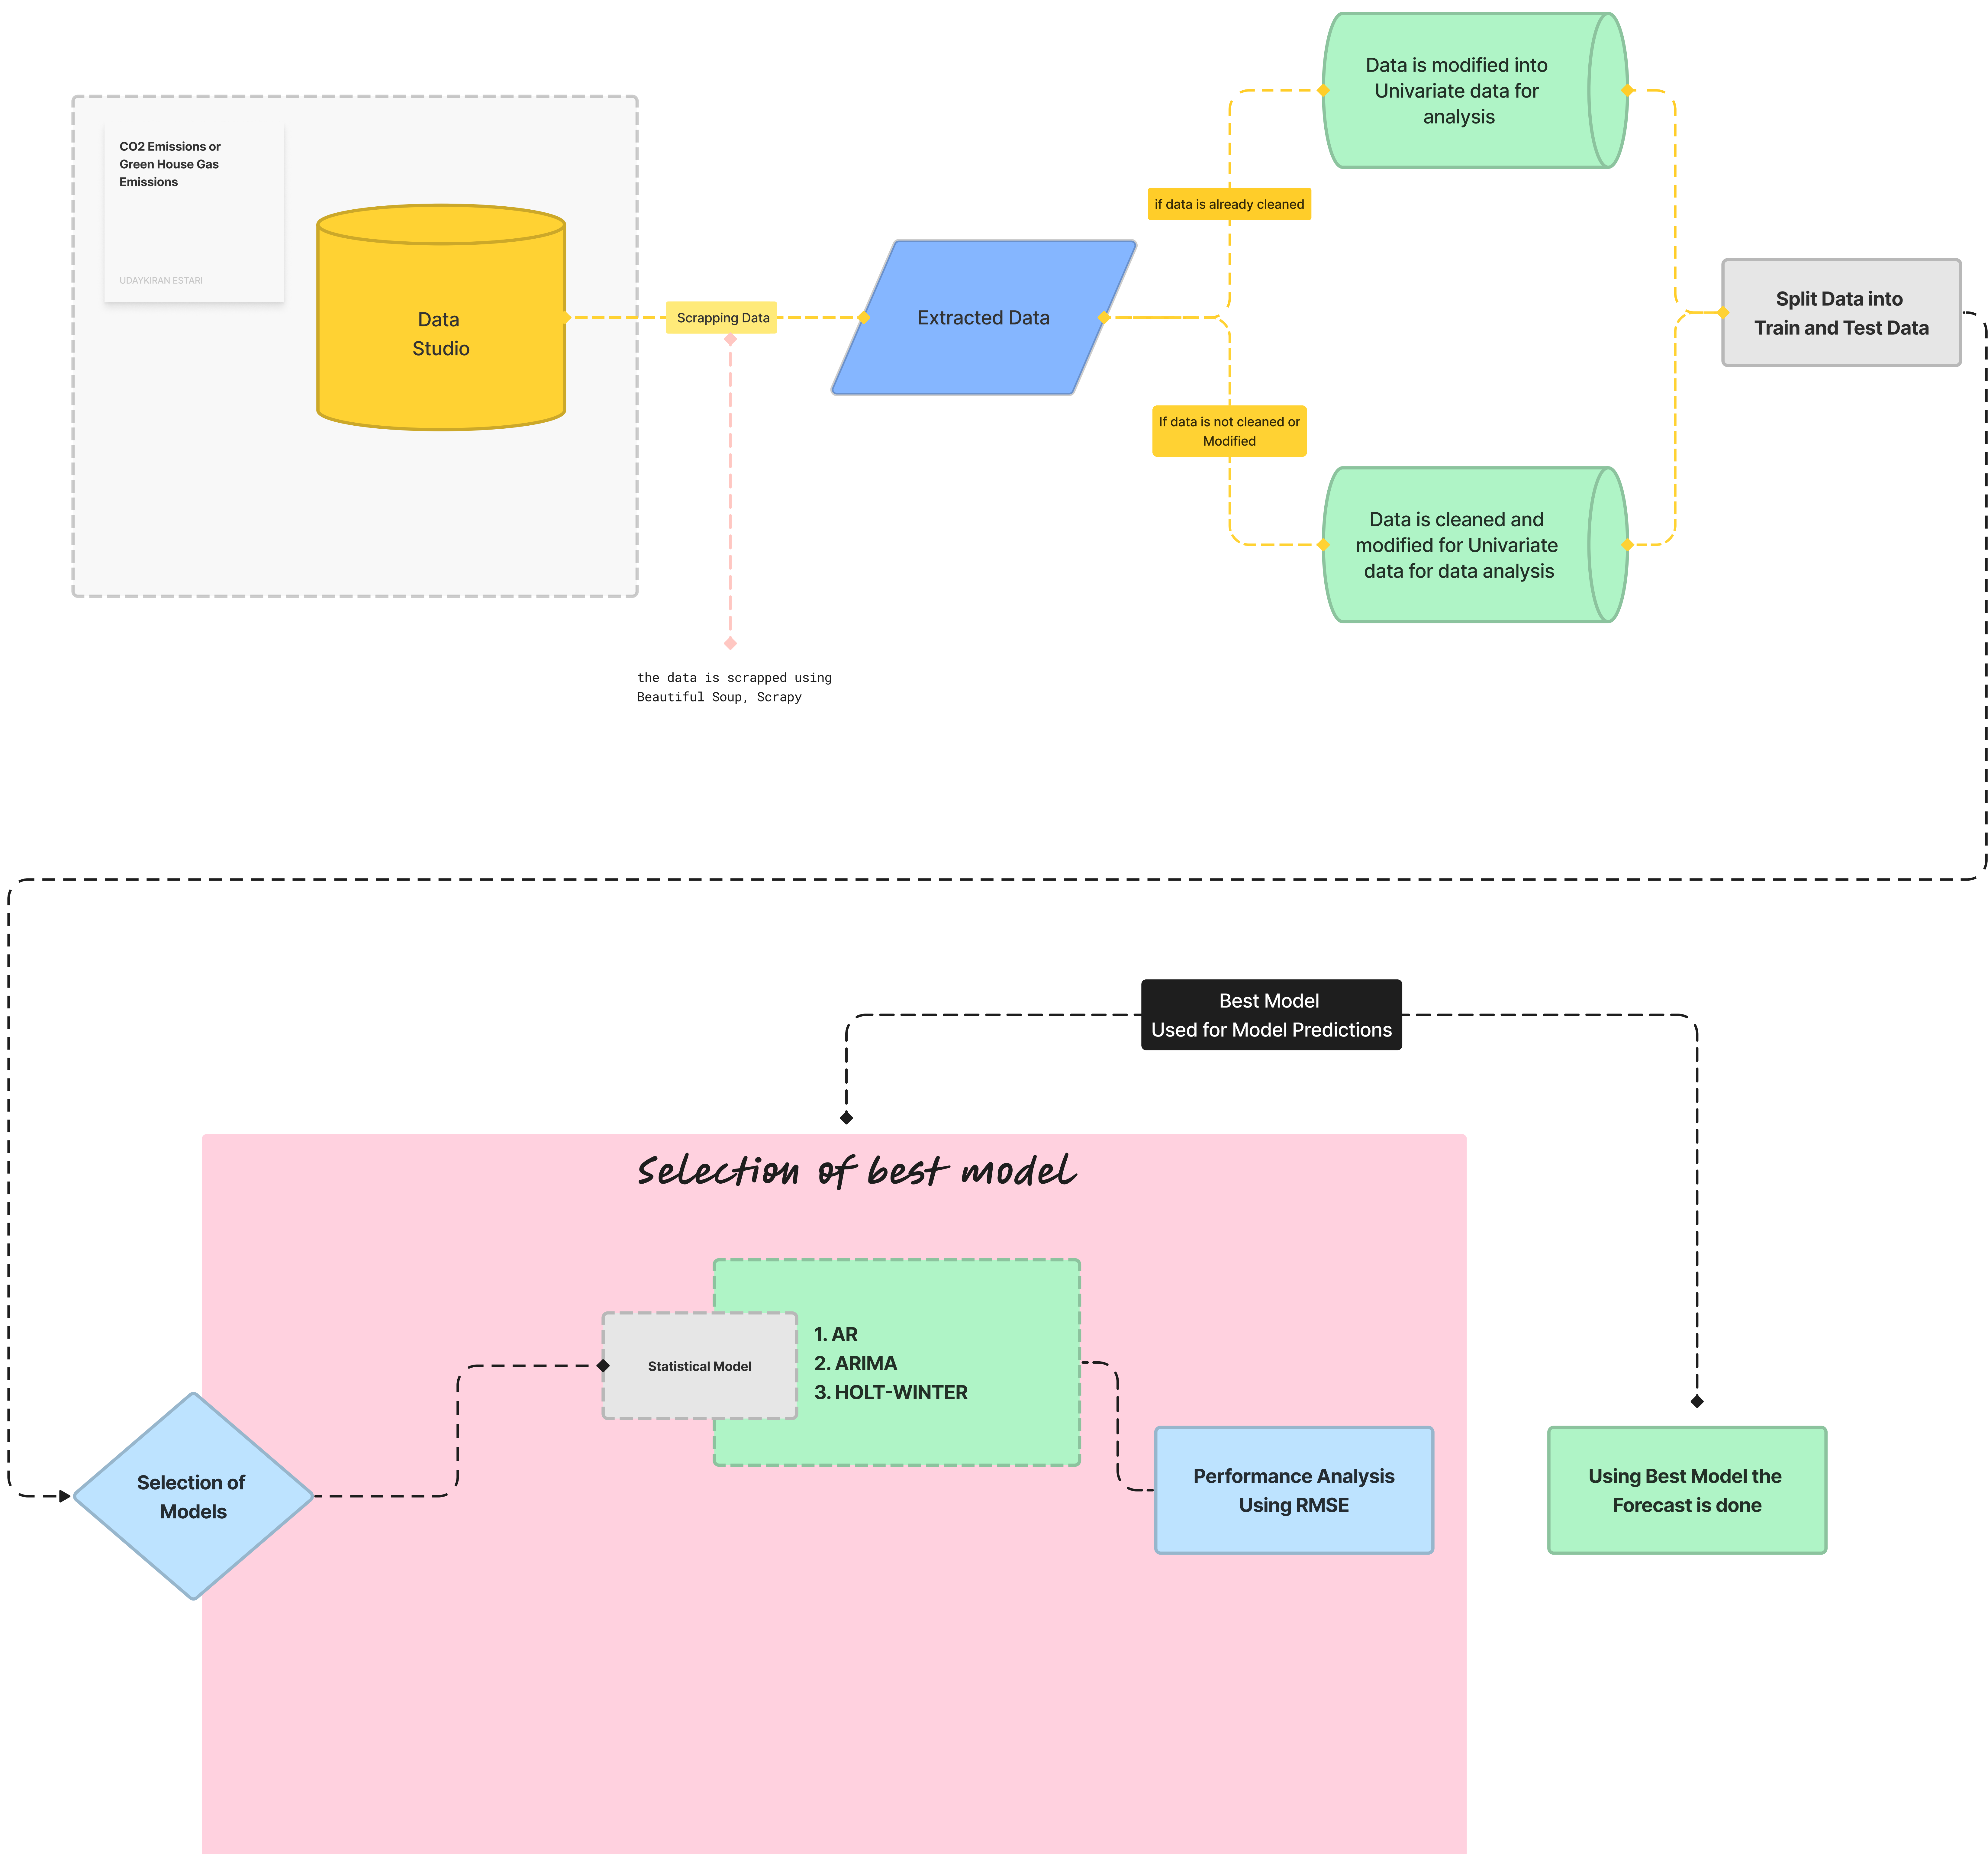 CO2 Emissions or
Green House Gas
Emissions
UDAYKIRAN ESTARI
Data
Studio
Scrapping Data
the data is scrapped using
Beautiful Soup, Scrapy
Extracted Data
if data is already cleaned
If data is not cleaned or
Modified
Data is modified into
Univariate data for
analysis
Data is cleaned and
modified for Univariate
data for data analysis
Split Data into
Train and Test Data
Best Model
Used for Model Predictions
Selection of best model
Selection of
Models
Statistical Model
1. AR
2. ARIMA
3. HOLT-WINTER
Performance Analysis
Using RMSE
Using Best Model the
Forecast is done